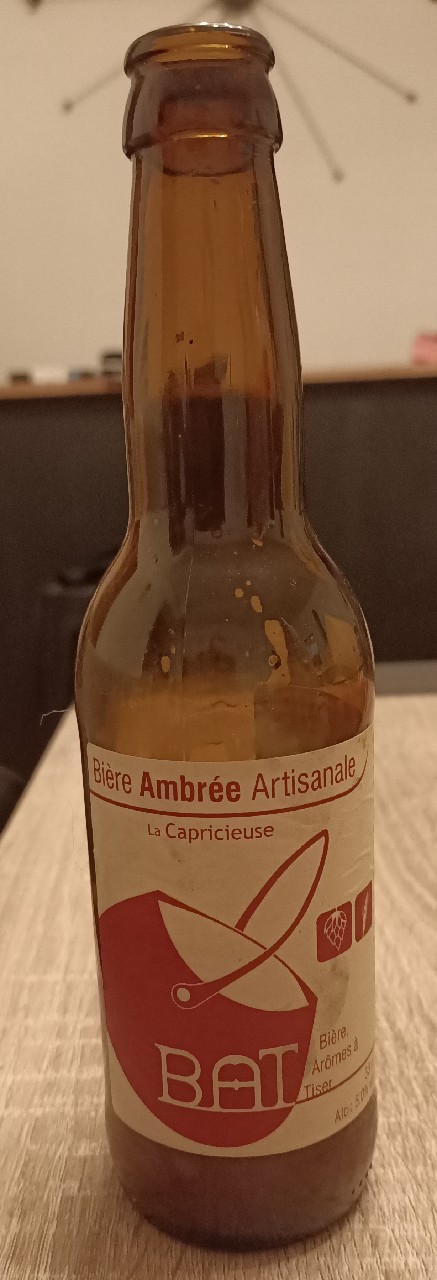 Bière Ambrée Artisanale
La Capricieuse
BAT
Bière,
Arômes à
Tiser